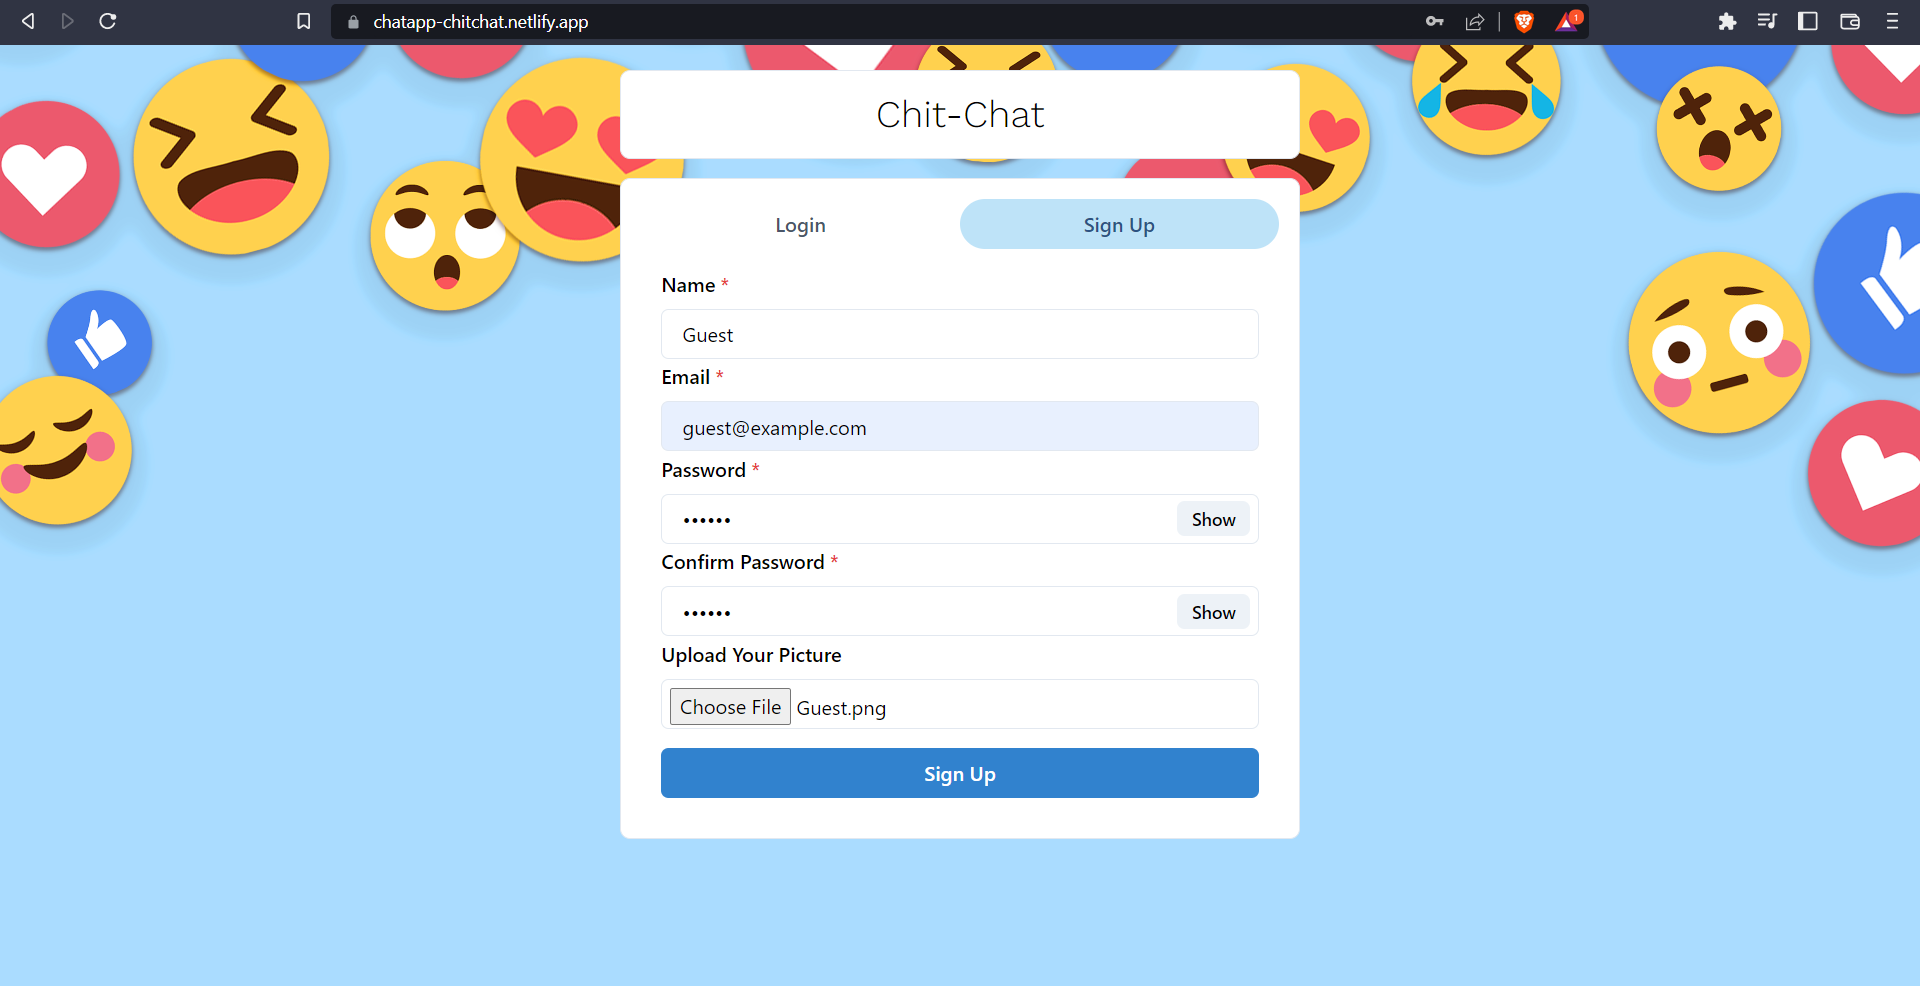 chatapp-chitchat.netlify.app
1
Chit-Chat
Login
Sign Up
Name *
Guest
Email *
guest@example.com
Password *
••••••
Show
Confirm Password *
••••••
Show
Upload Your Picture
Choose File Guest.png
Sign Up